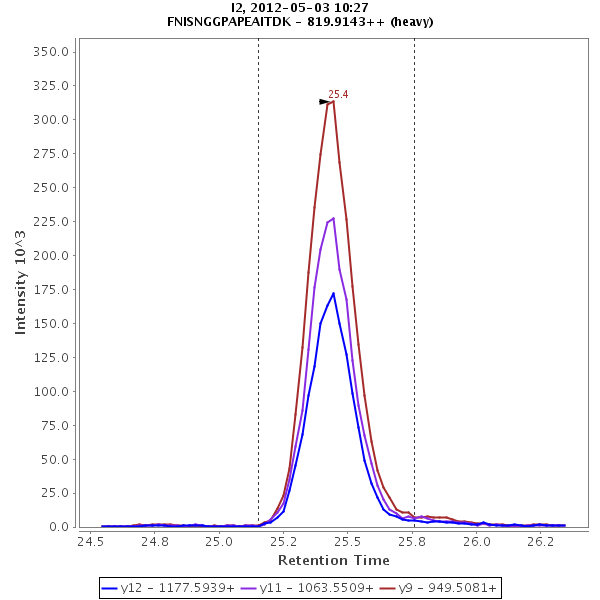 I2, 2012-05-03 10:27
FNISNGGPAPEAITDK - 819.9143++ (heavy)
350.0
325.0
300.0
275.0
250.0
225.0
200.0
175.0
150.0
125.0
100.0
75.0
50.0
25.0
0.0
Intensity 10^3
25.4
24.5 24.8 25.0 25.2 25.5 25.8 26.0 26.2
Retention Time
y12 - 1177.5939+ y11 - 1063.5509+ y9 - 949.5081+